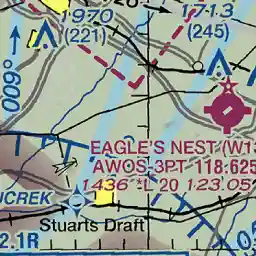 1970
(221)
1713
(245)
009°
EAGLE'S NEST (W13
AWOS-3PT 118.625
1436 *L 20 123.05
UCREK
Stuarts Draft
2.1R